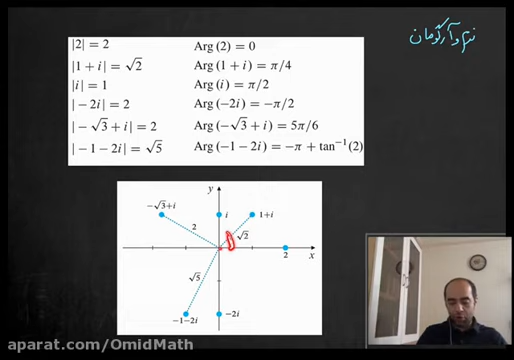 نرم و آرگومان
|2| = 2 Arg (2) = 0
|1 + i| = √2 Arg (1 + i) = π/4
|i| = 1 Arg (i) = π/2
| − 2i| = 2 Arg (−2i) = −π/2
| − √3 + i| = 2 Arg (−√3 + i) = 5π/6
| − 1 − 2i| = √5 Arg (−1 − 2i) = −π + tan⁻¹(2)
y
−√3+i i 1+i
2 √2
2 x
√5
−1−2i −2i
aparat.com/OmidMath